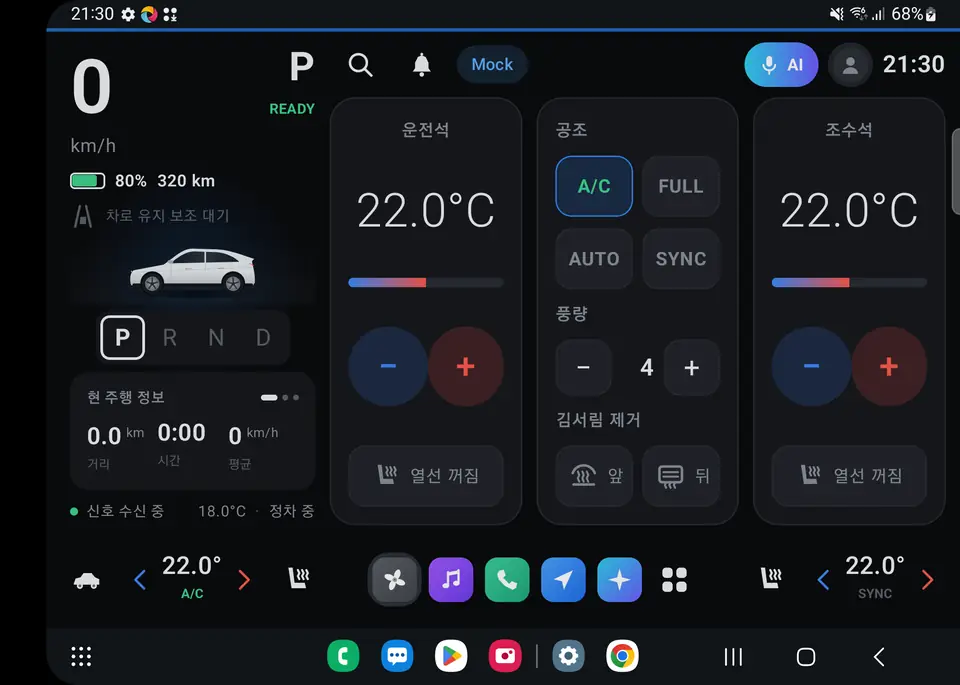 21:30
68%
0
km/h
P
READY
80% 320 km
차로 유지 보조 대기
P R N D
현 주행 정보
0.0 km 0:00 0 km/h
거리 시간 평균
신호 수신 중 18.0°C · 정차 중
Mock
AI
21:30
운전석
22.0°C
− +
열선 꺼짐
공조
A/C FULL
AUTO SYNC
풍량
− 4 +
김서림 제거
앞 뒤
조수석
22.0°C
− +
열선 꺼짐
22.0°
A/C
22.0°
SYNC